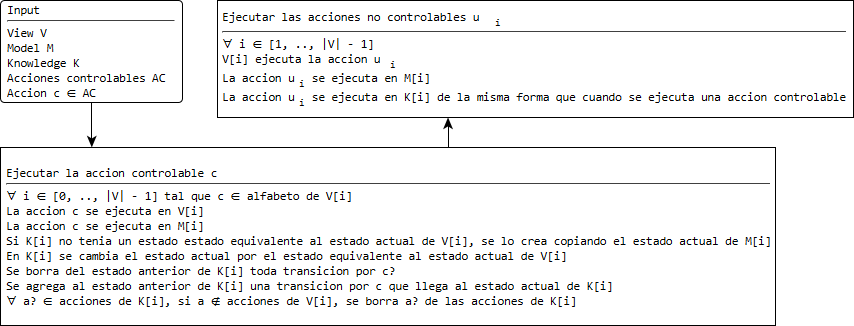 Input
View V
Model M
Knowledge K
Acciones controlables AC
Accion c ∈ AC
Ejecutar las acciones no controlables u i
∀ i ∈ [1, .., |V| - 1]
V[i] ejecuta la accion u i
La accion u i se ejecuta en M[i]
La accion u i se ejecuta en K[i] de la misma forma que cuando se ejecuta una accion controlable
Ejecutar la accion controlable c
∀ i ∈ [0, .., |V| - 1] tal que c ∈ alfabeto de V[i]
La accion c se ejecuta en V[i]
La accion c se ejecuta en M[i]
Si K[i] no tenia un estado estado equivalente al estado actual de V[i], se lo crea copiando el estado actual de M[i]
En K[i] se cambia el estado actual por el estado equivalente al estado actual de V[i]
Se borra del estado anterior de K[i] toda transicion por c?
Se agrega al estado anterior de K[i] una transicion por c que llega al estado actual de K[i]
∀ a? ∈ acciones de K[i], si a ∉ acciones de V[i], se borra a? de las acciones de K[i]